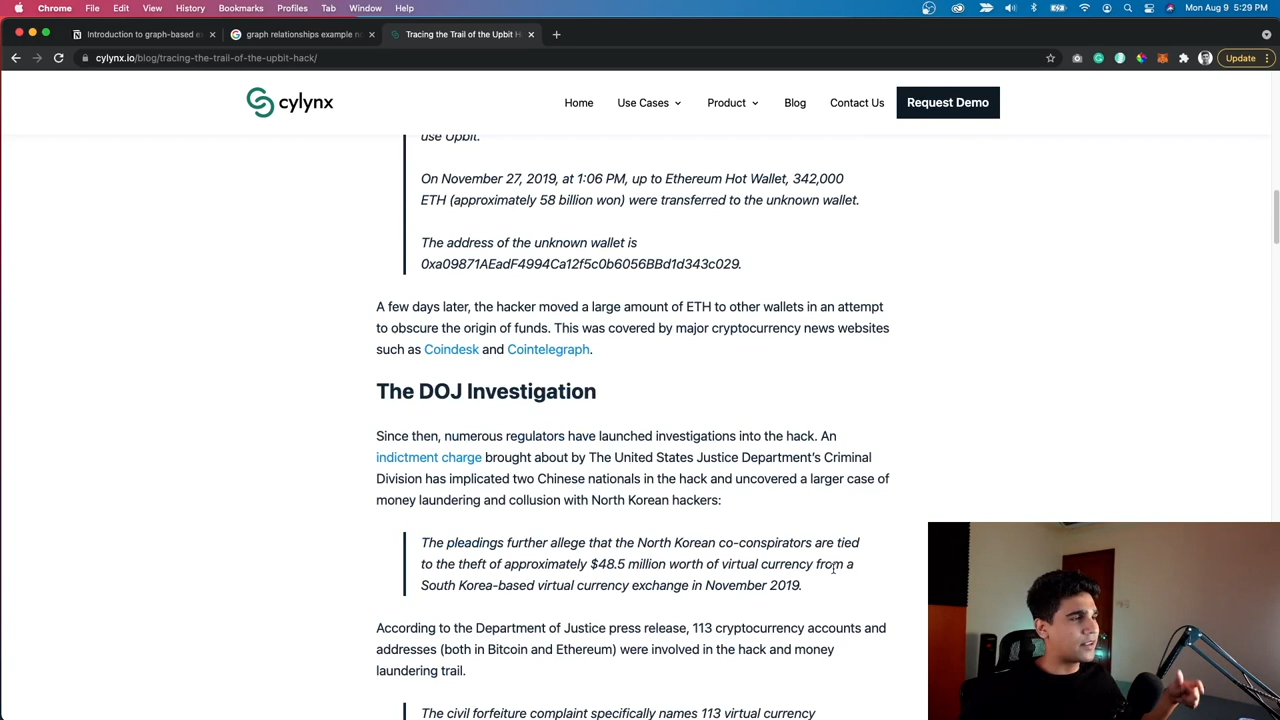 Chrome File Edit View History Bookmarks Profiles Tab Window Help Mon Aug 9 5:29 PM
Introduction to graph-based e
graph relationships example n
Tracing the Trail of the Upbit H
cylynx.io/blog/tracing-the-trail-of-the-upbit-hack/
Update
cylynx
Home Use Cases Product Blog Contact Us Request Demo
use Upbit.
On November 27, 2019, at 1:06 PM, up to Ethereum Hot Wallet, 342,000
ETH (approximately 58 billion won) were transferred to the unknown wallet.
The address of the unknown wallet is
0xa09871AEadF4994Ca12f5c0b6056BBd1d343c029.
A few days later, the hacker moved a large amount of ETH to other wallets in an attempt
to obscure the origin of funds. This was covered by major cryptocurrency news websites
such as Coindesk and Cointelegraph.
The DOJ Investigation
Since then, numerous regulators have launched investigations into the hack. An
indictment charge brought about by The United States Justice Department’s Criminal
Division has implicated two Chinese nationals in the hack and uncovered a larger case of
money laundering and collusion with North Korean hackers:
The pleadings further allege that the North Korean co-conspirators are tied
to the theft of approximately $48.5 million worth of virtual currency from a
South Korea-based virtual currency exchange in November 2019.
According to the Department of Justice press release, 113 cryptocurrency accounts and
addresses (both in Bitcoin and Ethereum) were involved in the hack and money
laundering trail.
The civil forfeiture complaint specifically names 113 virtual currency